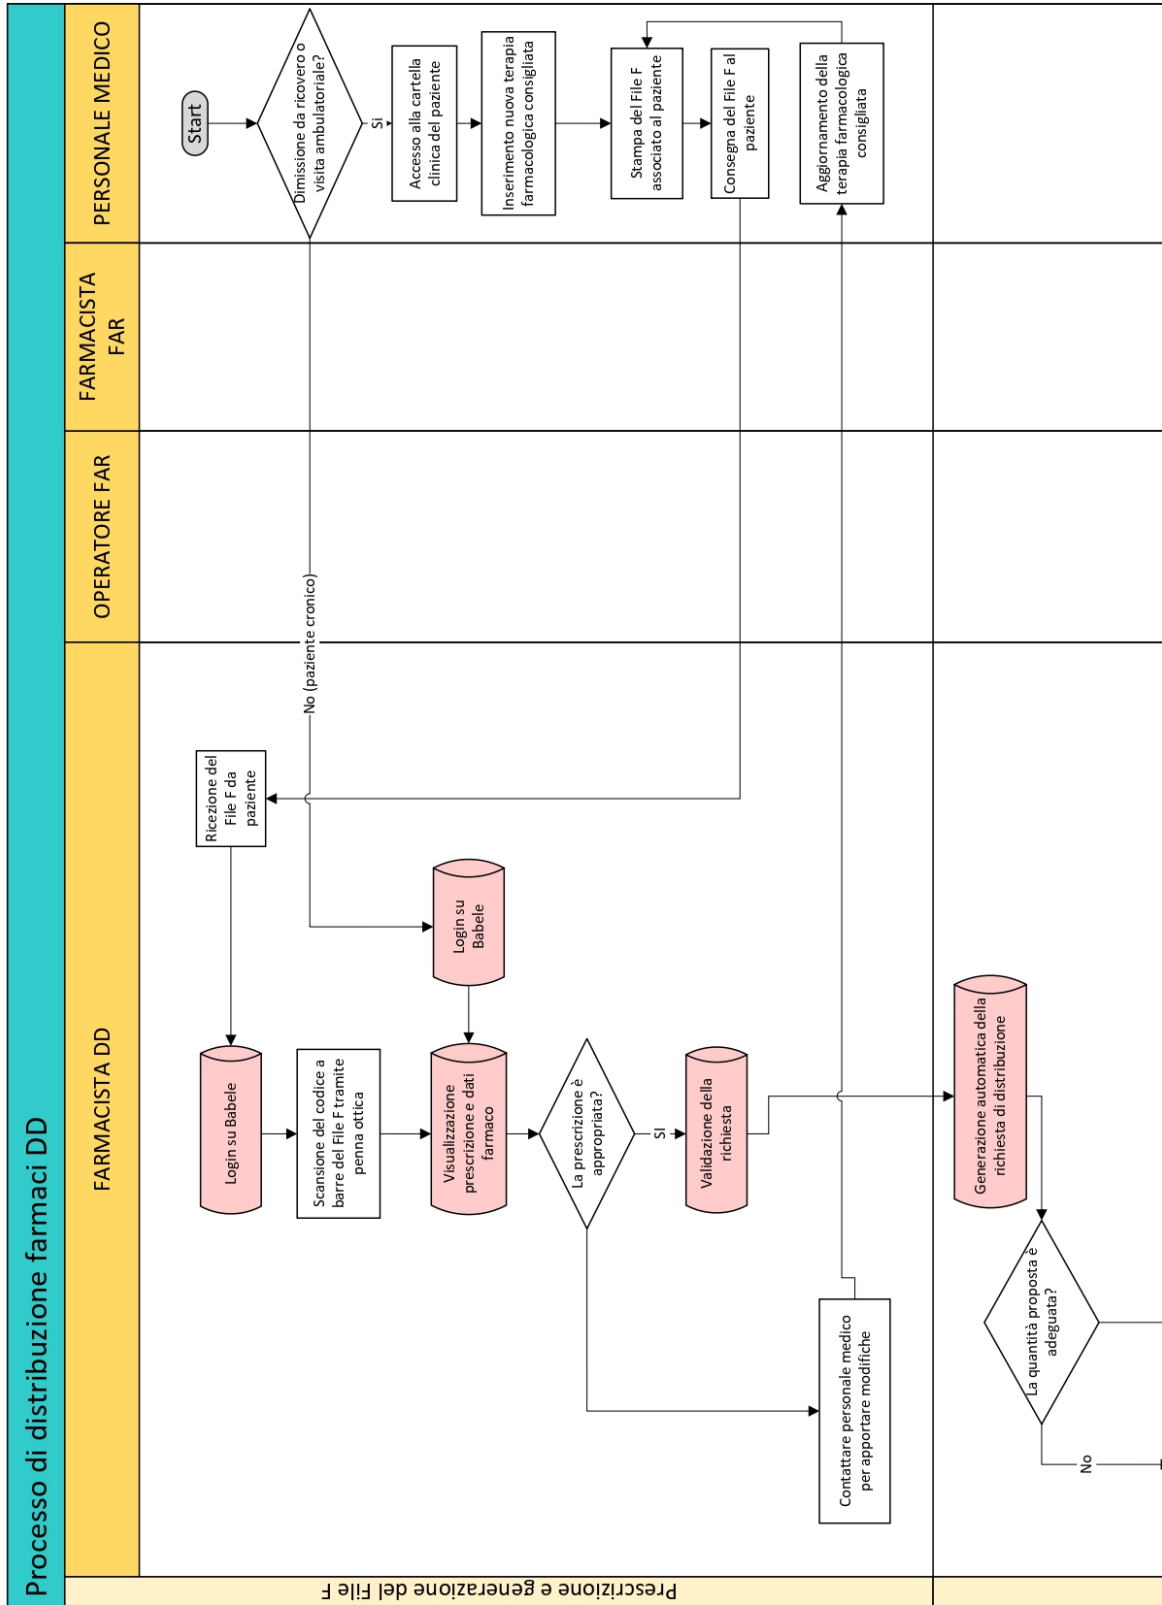 Processo di distribuzione farmaci DD
FARMACISTA DD
OPERATORE FAR
FARMACISTA
FAR
PERSONALE MEDICO
Prescrizione e generazione del File F
Start
Dimissione da ricovero o
visita ambulatoriale?
Si
No (paziente cronico)
Accesso alla cartella
clinica del paziente
Inserimento nuova terapia
farmacologica consigliata
Stampa del File F
associato al paziente
Consegna del File F al
paziente
Aggiornamento della
terapia farmacologica
consigliata
Ricezione del
File F da
paziente
Login su Babele
Login su
Babele
Scansione del codice a
barre del File F tramite
penna ottica
Visualizzazione
prescrizione e dati
farmaco
La prescrizione è
appropriata?
SI
Validazione della
richiesta
Contattare personale medico
per apportare modifiche
Generazione automatica della
richiesta di distribuzione
La quantità proposta è
adeguata?
No